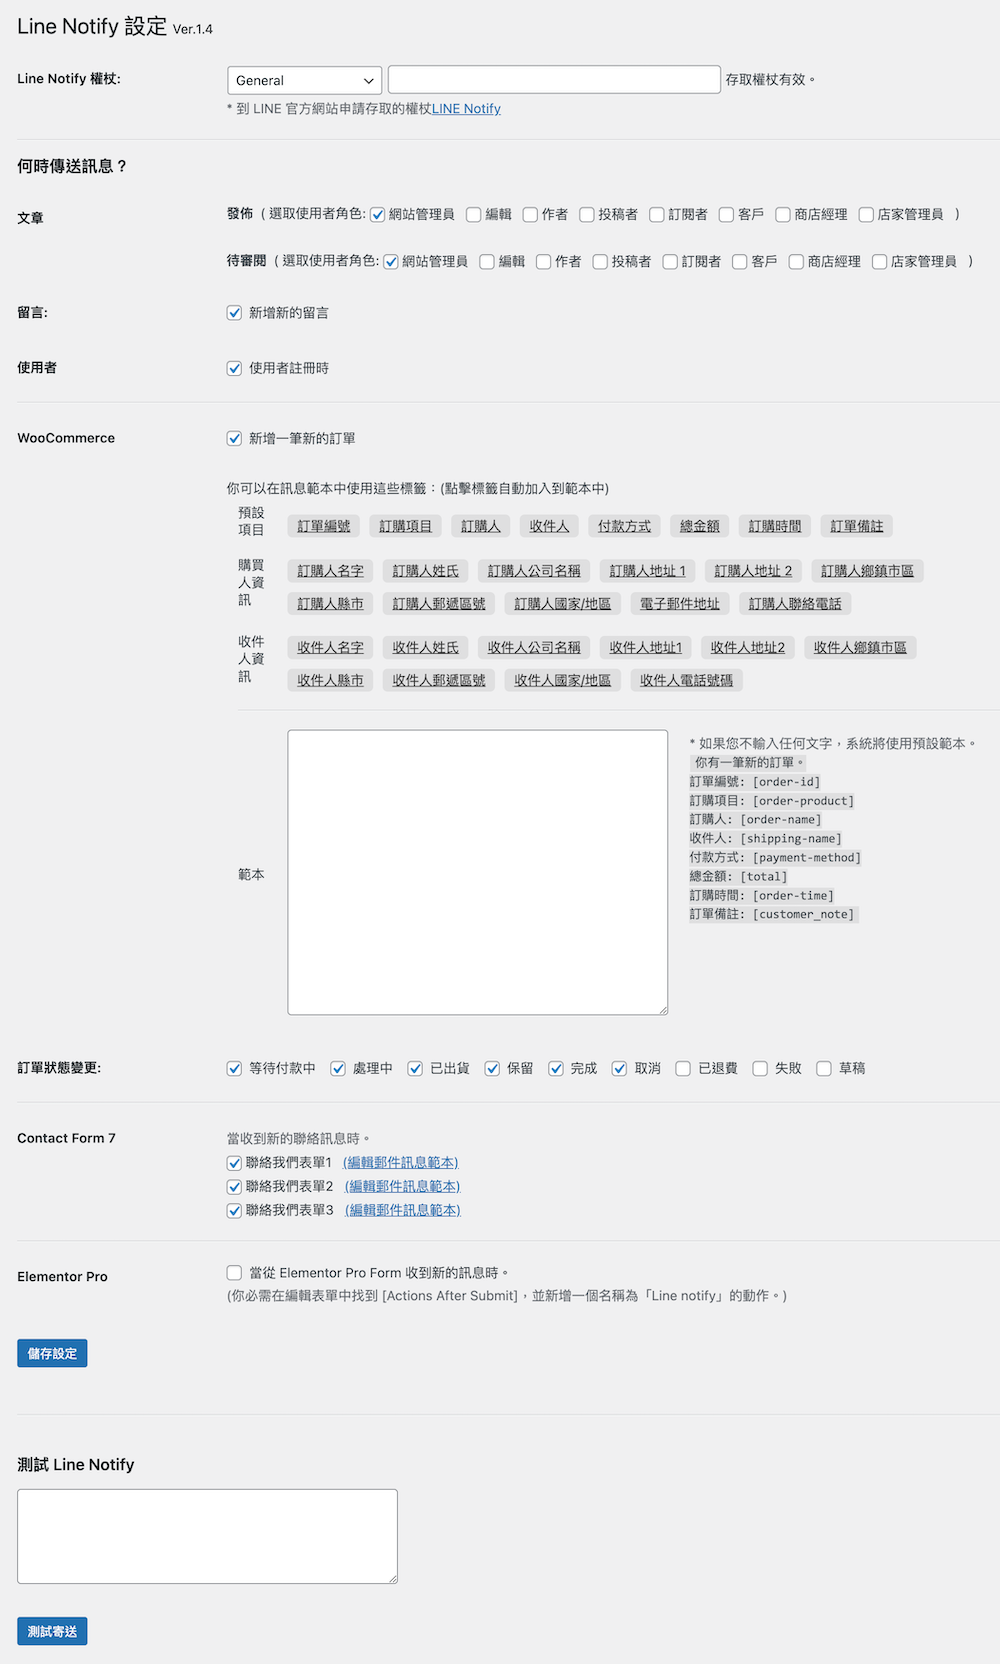 Line Notify 設定 Ver.1.4
Line Notify 權杖: General 存取權杖有效。
* 到 LINE 官方網站申請存取的權杖LINE Notify
何時傳送訊息？
文章 發佈 ( 選取使用者角色: 網站管理員 編輯 作者 投稿者 訂閱者 客戶 商店經理 店家管理員 )
待審閱 ( 選取使用者角色: 網站管理員 編輯 作者 投稿者 訂閱者 客戶 商店經理 店家管理員 )
留言: 新增新的留言
使用者 使用者註冊時
WooCommerce 新增一筆新的訂單
你可以在訊息範本中使用這些標籤：(點擊標籤自動加入到範本中)
預設項目 訂單編號 訂購項目 訂購人 收件人 付款方式 總金額 訂購時間 訂單備註
購買人資訊 訂購人名字 訂購人姓氏 訂購人公司名稱 訂購人地址 1 訂購人地址 2 訂購人鄉鎮市區
訂購人縣市 訂購人郵遞區號 訂購人國家/地區 電子郵件地址 訂購人聯絡電話
收件人資訊 收件人名字 收件人姓氏 收件人公司名稱 收件人地址1 收件人地址2 收件人鄉鎮市區
收件人縣市 收件人郵遞區號 收件人國家/地區 收件人電話號碼
範本
* 如果您不輸入任何文字，系統將使用預設範本。
你有一筆新的訂單。
訂單編號: [order-id]
訂購項目: [order-product]
訂購人: [order-name]
收件人: [shipping-name]
付款方式: [payment-method]
總金額: [total]
訂購時間: [order-time]
訂單備註: [customer_note]
訂單狀態變更: 等待付款中 處理中 已出貨 保留 完成 取消 已退費 失敗 草稿
Contact Form 7 當收到新的聯絡訊息時。
聯絡我們表單1 (編輯郵件訊息範本)
聯絡我們表單2 (編輯郵件訊息範本)
聯絡我們表單3 (編輯郵件訊息範本)
Elementor Pro 當從 Elementor Pro Form 收到新的訊息時。
(你必需在編輯表單中找到 [Actions After Submit]，並新增一個名稱為「Line notify」的動作。)
儲存設定
測試 Line Notify
測試寄送